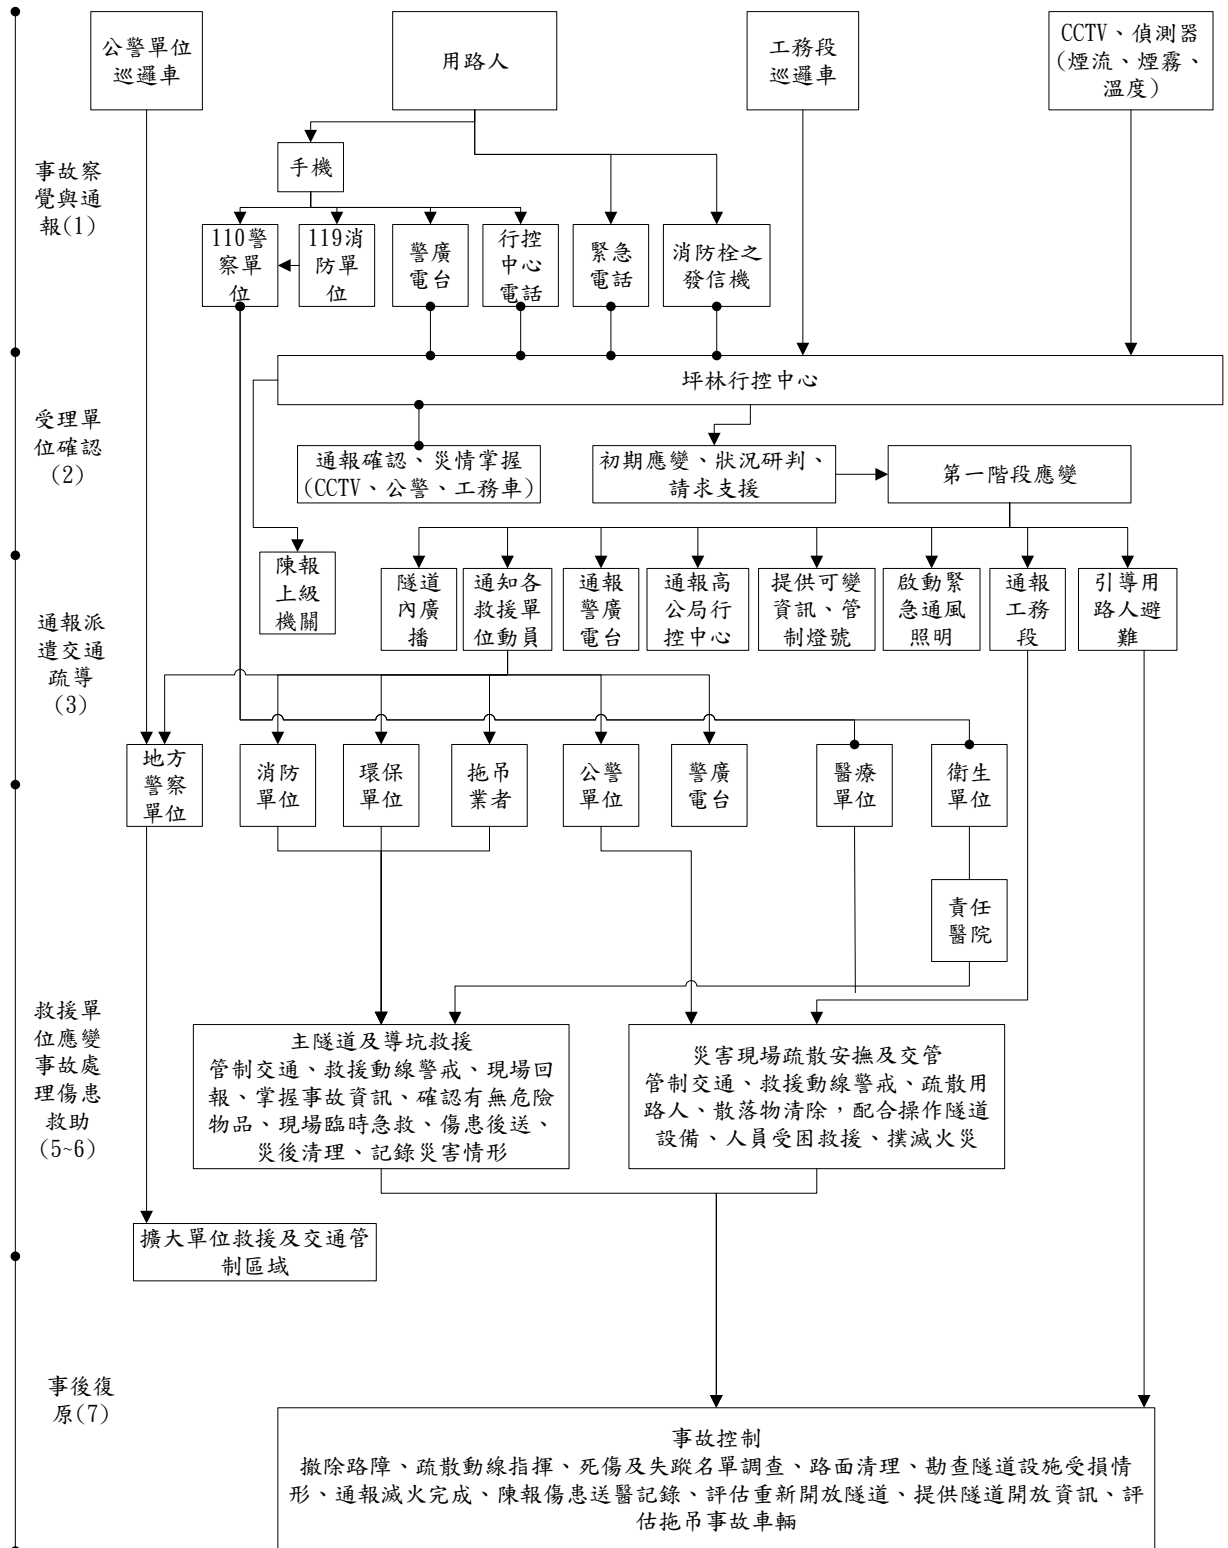 公警單位
巡邏車
用路人
工務段
巡邏車
CCTV、偵測器
(煙流、煙霧、
溫度)
事故察
覺與通
報(1)
手機
110警
察單
位
119消
防單
位
警廣
電台
行控
中心
電話
緊急
電話
消防栓之
發信機
坪林行控中心
受理單
位確認
(2)
通報確認、災情掌握
(CCTV、公警、工務車)
初期應變、狀況研判、
請求支援
第一階段應變
通報派
遣交通
疏導
(3)
陳報
上級
機關
隧道
內廣
播
通知各
救援單
位動員
通報
警廣
電台
通報高
公局行
控中心
提供可變
資訊、管
制燈號
啟動緊
急通風
照明
通報
工務
段
引導用
路人避
難
地方
警察
單位
消防
單位
環保
單位
拖吊
業者
公警
單位
警廣
電台
醫療
單位
衛生
單位
責任
醫院
救援單
位應變
事故處
理傷患
救助
(5~6)
主隧道及導坑救援
管制交通、救援動線警戒、現場回
報、掌握事故資訊、確認有無危險
物品、現場臨時急救、傷患後送、
災後清理、記錄災害情形
災害現場疏散安撫及交管
管制交通、救援動線警戒、疏散用
路人、散落物清除，配合操作隧道
設備、人員受困救援、撲滅火災
擴大單位救援及交通管
制區域
事後復
原(7)
事故控制
撤除路障、疏散動線指揮、死傷及失蹤名單調查、路面清理、勘查隧道設施受損情
形、通報滅火完成、陳報傷患送醫記錄、評估重新開放隧道、提供隧道開放資訊、評
估拖吊事故車輛